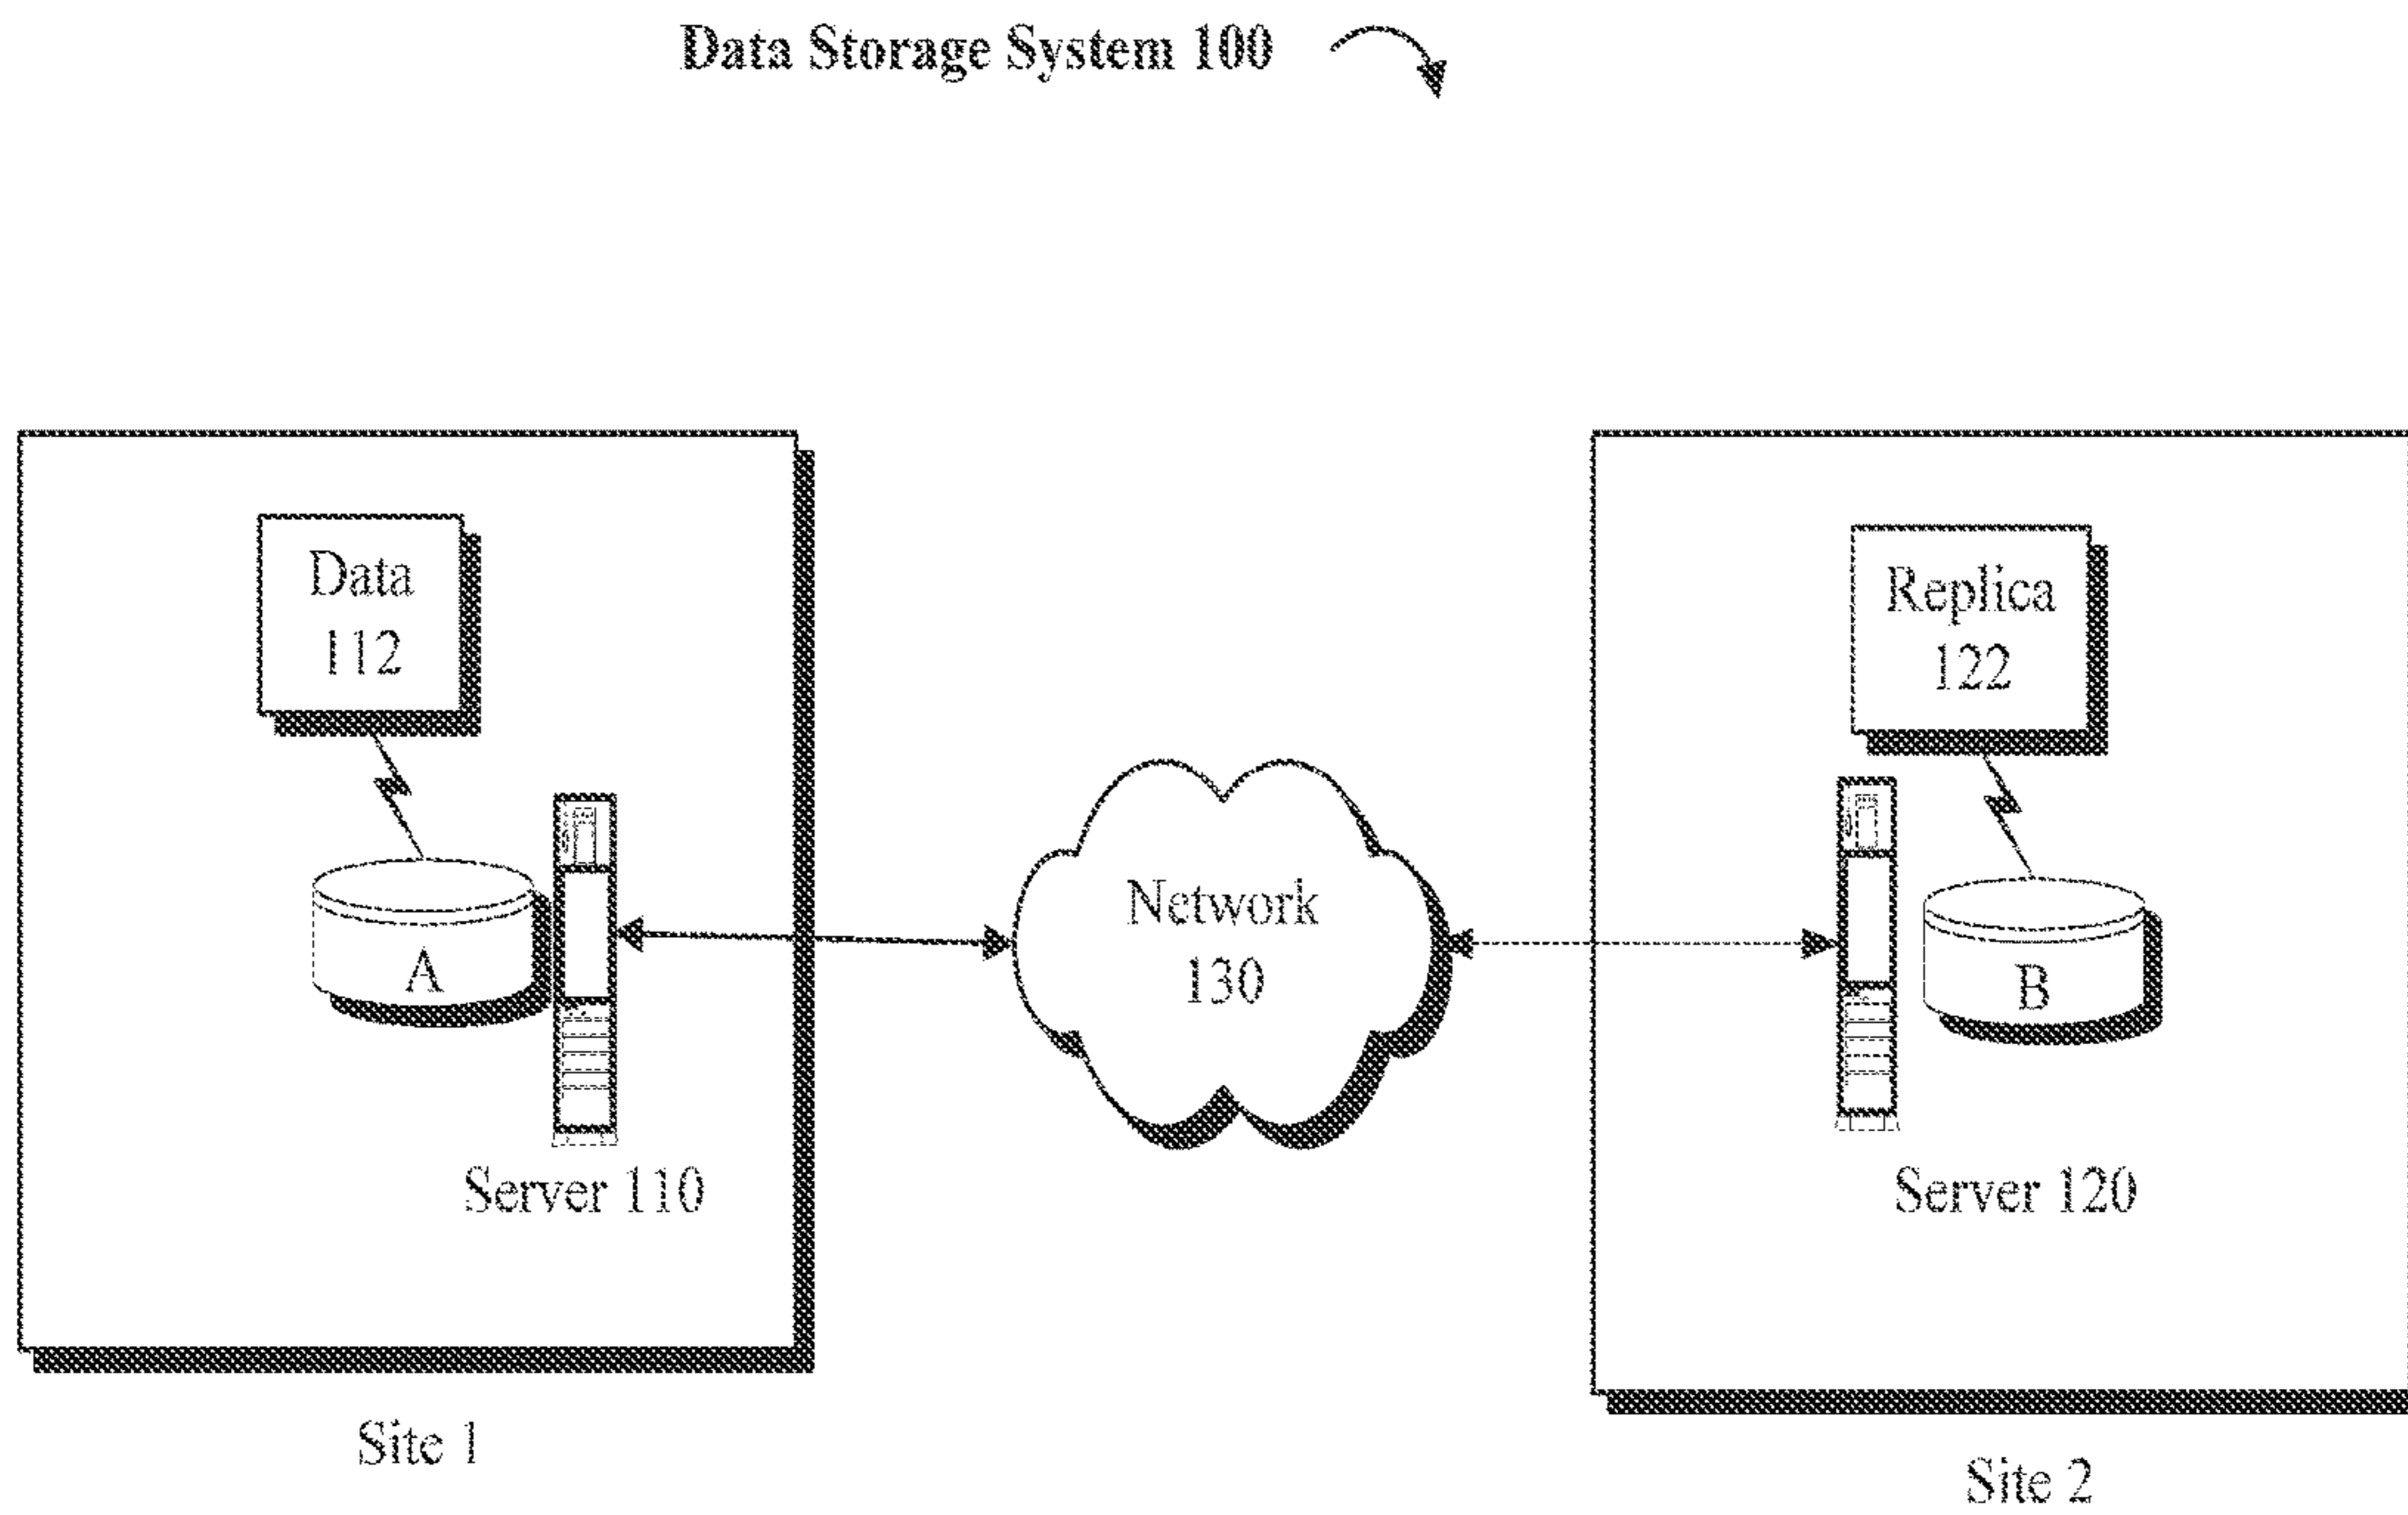 Data Storage System 100
Data
112
A
Server 110
Site 1
Network
130
Replica
122
B
Server 120
Site 2